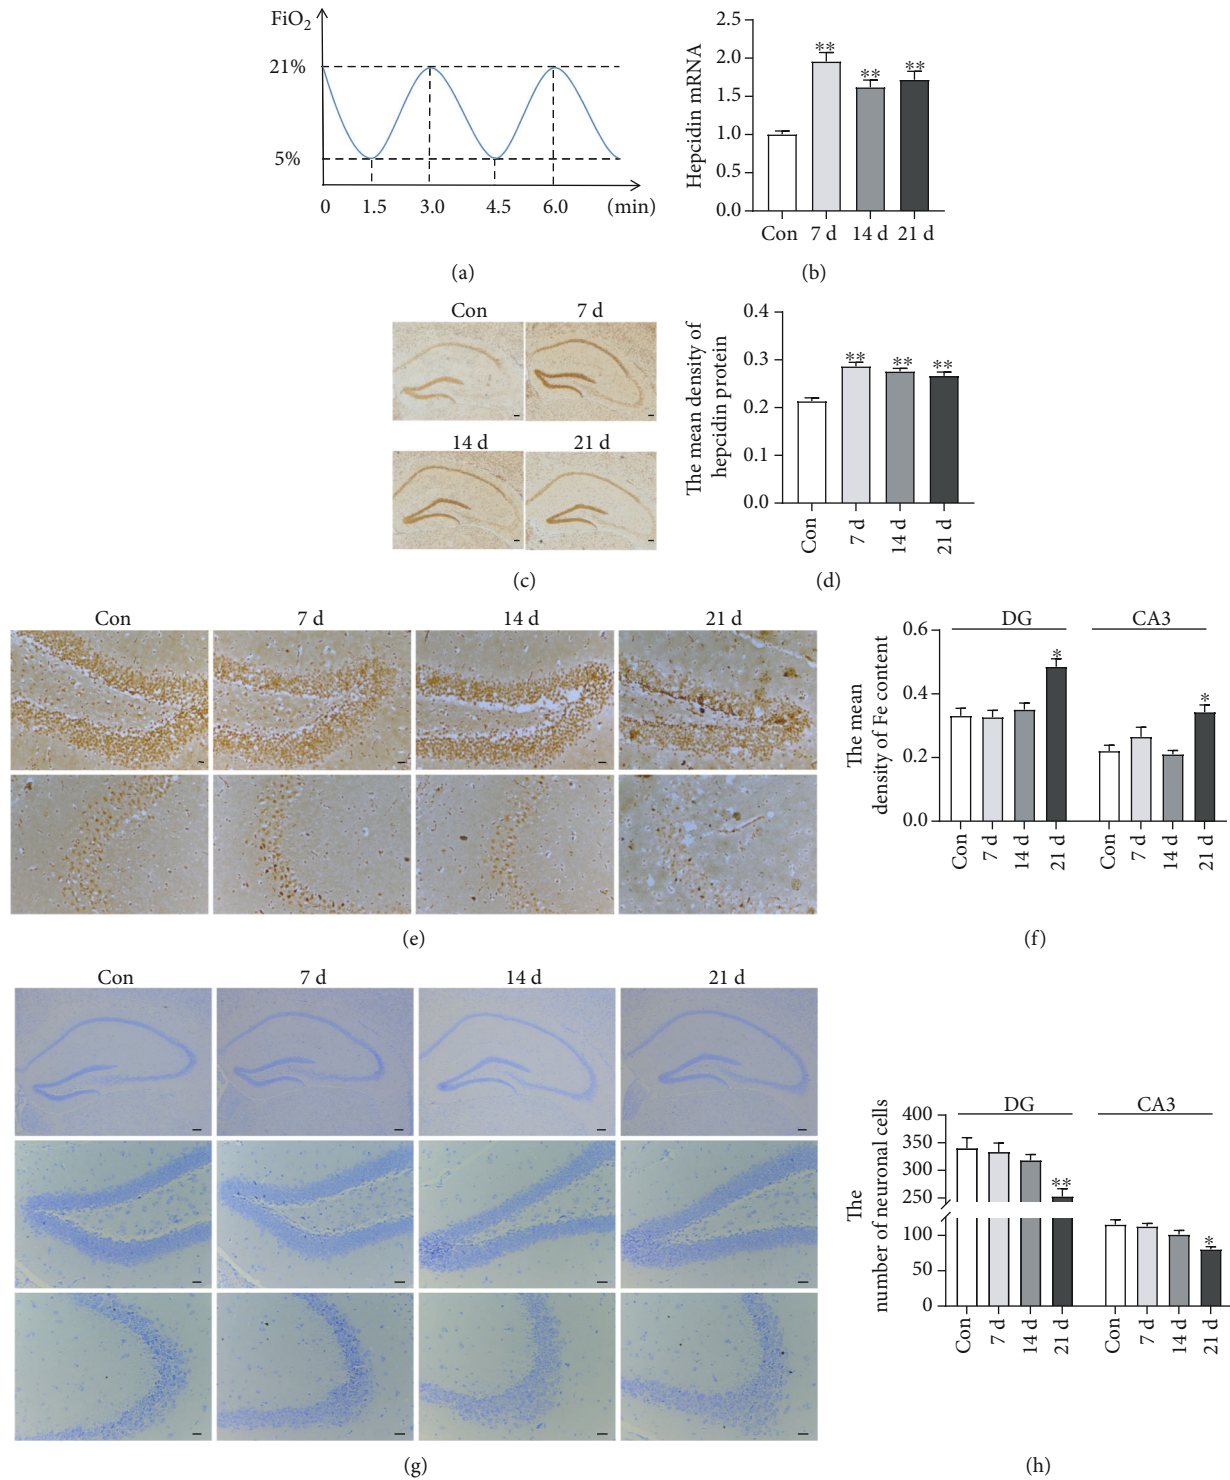 FiO2
21%
5%
0 1.5 3.0 4.5 6.0 (min)
(a)
Hepcidin mRNA
2.5
2.0
1.5
1.0
0.5
0.0
** ** **
Con 7 d 14 d 21 d
(b)
Con 7 d
14 d 21 d
(c)
The mean density of
hepcidin protein
0.4
0.3
0.2
0.1
0.0
** ** **
Con 7 d 14 d 21 d
(d)
Con 7 d 14 d 21 d
(e)
The mean
density of Fe content
DG CA3
0.6
0.4
0.2
0.0
* *
Con 7 d 14 d 21 d Con 7 d 14 d 21 d
(f)
Con 7 d 14 d 21 d
(g)
The
number of neuronal cells
DG CA3
400
350
300
250
100
50
0
** *
Con 7 d 14 d 21 d Con 7 d 14 d 21 d
(h)